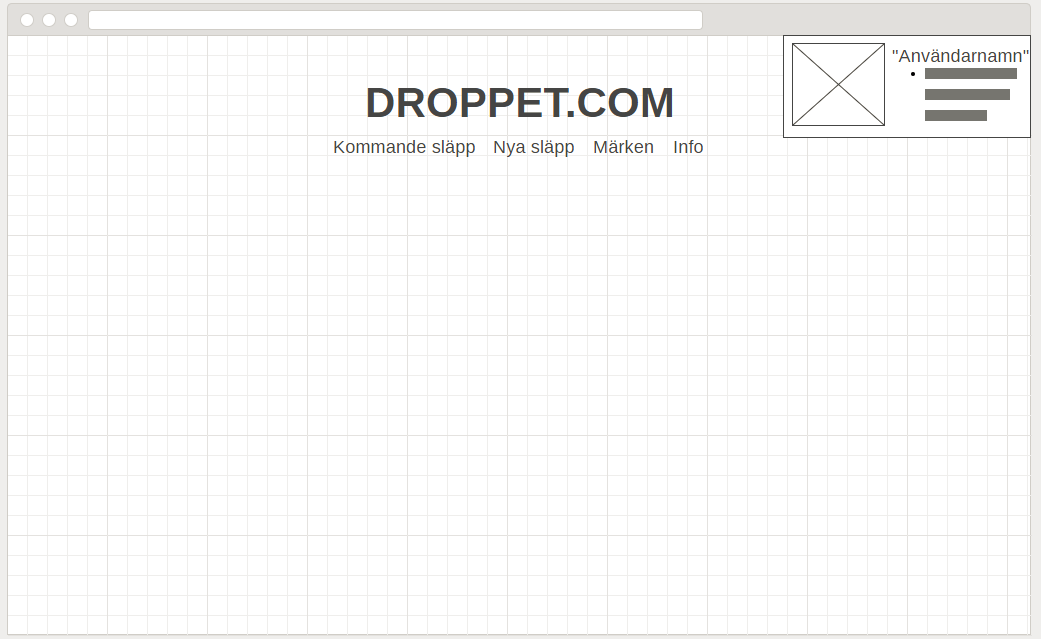 "Användarnamn"
DROPPET.COM
Kommande släpp Nya släpp Märken Info